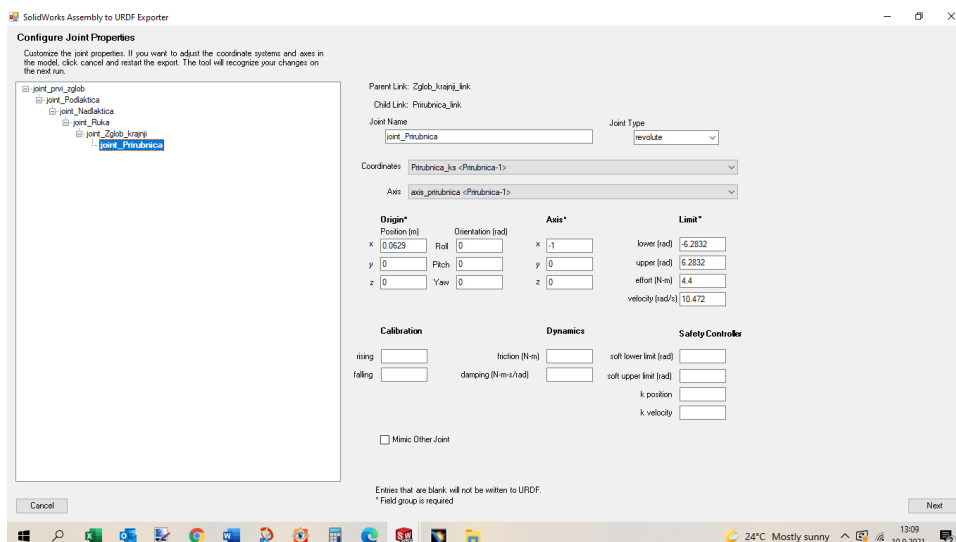 SolidWorks Assembly to URDF Exporter
Configure Joint Properties
Customize the joint properties. If you want to adjust the coordinate systems and axes in
the model, click cancel and restart the export. The tool will recognize your changes on
the next run.
joint_prvi_zglob
joint_Podlaktica
joint_Nadlaktica
joint_Ruka
joint_Zglob_krajnji
joint_Prirubnica
Parent Link: Zglob_krajnji_link
Child Link: Prirubnica_link
Joint Name
Joint Type
joint_Prirubnica
revolute
Coordinates Prirubnica_ks <Prirubnica-1>
Axis axis_prirubnica <Prirubnica-1>
Origin* Axis* Limit*
Position (m) Orientation (rad)
x 0.0629 Roll 0 x -1 lower (rad) -6.2832
y 0 Pitch 0 y 0 upper (rad) 6.2832
z 0 Yaw 0 z 0 effort (N-m) 4.4
velocity (rad/s) 10.472
Calibration Dynamics Safety Controller
rising friction (N-m) soft lower limit (rad)
falling damping (N-m-s/rad) soft upper limit (rad)
k position
k velocity
Mimic Other Joint
Entries that are blank will not be written to URDF.
* Field group is required
Cancel Next
24°C Mostly sunny 13:09
10.9.2021.